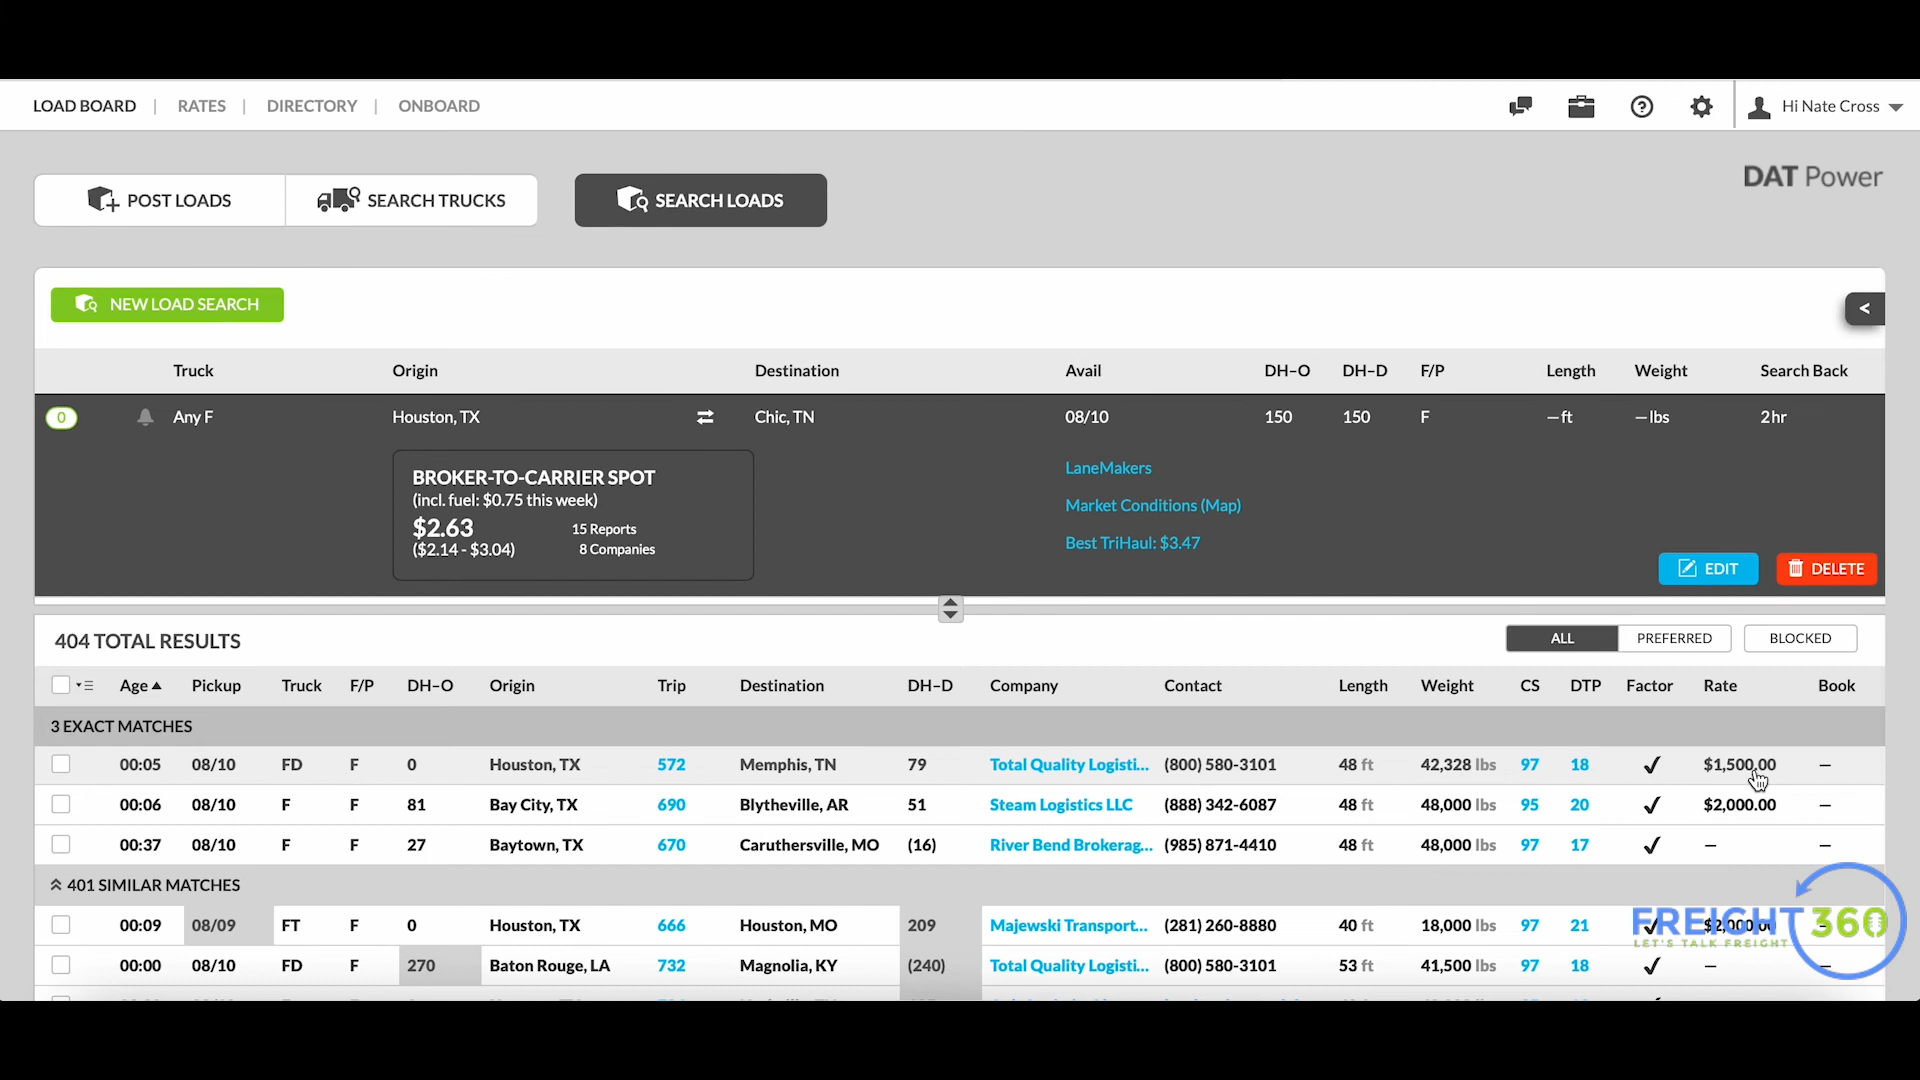 LOAD BOARD | RATES | DIRECTORY | ONBOARD
Hi Nate Cross
DAT Power
POST LOADS SEARCH TRUCKS SEARCH LOADS
NEW LOAD SEARCH
<
Truck Origin Destination Avail DH-O DH-D F/P Length Weight Search Back
0 Any F Houston, TX Chic, TN 08/10 150 150 F — ft — lbs 2 hr
BROKER-TO-CARRIER SPOT
(incl. fuel: $0.75 this week)
$2.63 15 Reports
($2.14 - $3.04) 8 Companies
LaneMakers
Market Conditions (Map)
Best TriHaul: $3.47
EDIT DELETE
404 TOTAL RESULTS
ALL PREFERRED BLOCKED
Age Pickup Truck F/P DH-O Origin Trip Destination DH-D Company Contact Length Weight CS DTP Factor Rate Book
3 EXACT MATCHES
00:05 08/10 FD F 0 Houston, TX 572 Memphis, TN 79 Total Quality Logisti... (800) 580-3101 48 ft 42,328 lbs 97 18 ✓ $1,500.00 —
00:06 08/10 F F 81 Bay City, TX 690 Blytheville, AR 51 Steam Logistics LLC (888) 342-6087 48 ft 48,000 lbs 95 20 ✓ $2,000.00 —
00:37 08/10 F F 27 Baytown, TX 670 Caruthersville, MO (16) River Bend Brokerag... (985) 871-4410 48 ft 48,000 lbs 97 17 ✓ — —
401 SIMILAR MATCHES
00:09 08/09 FT F 0 Houston, TX 666 Houston, MO 209 Majewski Transport... (281) 260-8880 40 ft 18,000 lbs 97 21 ✓ $2,000.00
00:00 08/10 FD F 270 Baton Rouge, LA 732 Magnolia, KY (240) Total Quality Logisti... (800) 580-3101 53 ft 41,500 lbs 97 18 ✓ — —
FREIGHT 360
LET'S TALK FREIGHT